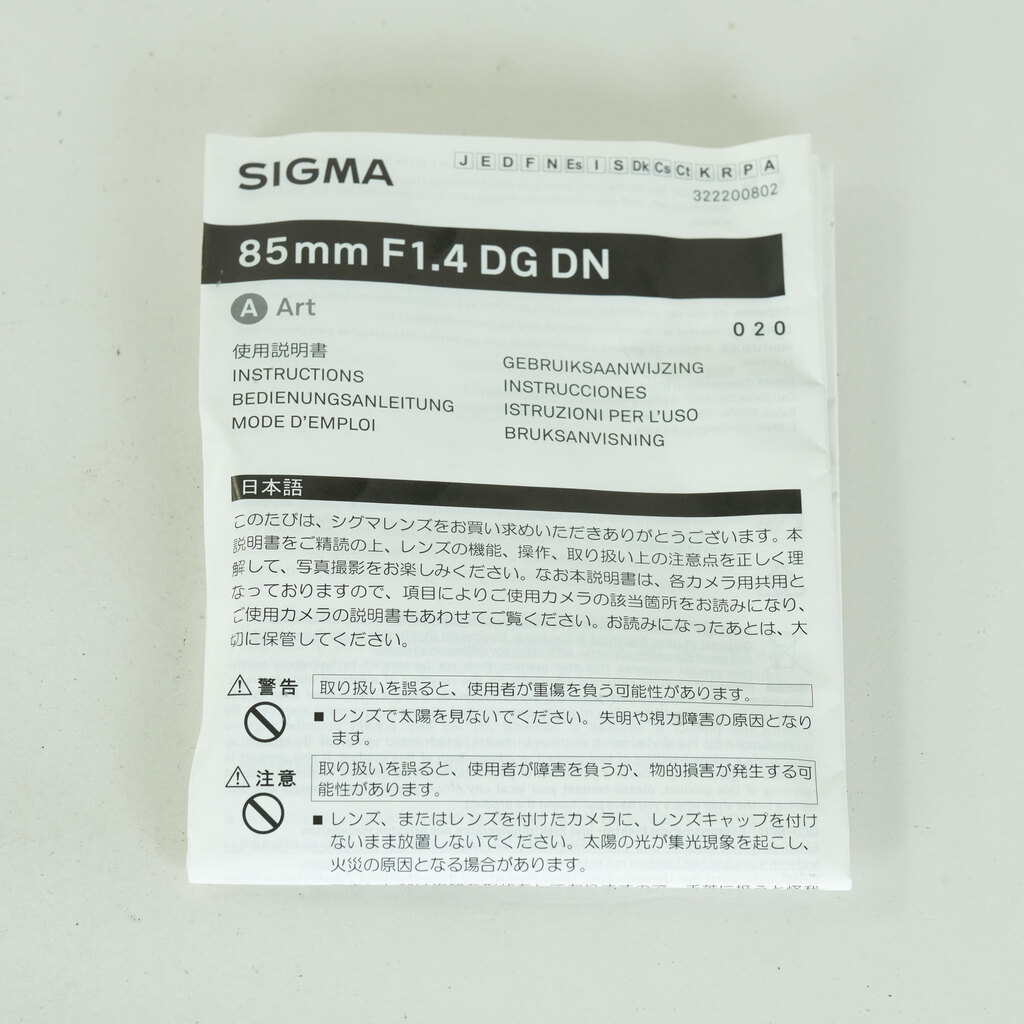 SIGMA
J E D F N Es I S Dk Cs Ct K R P A
322200802
85mm F1.4 DG DN
A Art
020
使用説明書
INSTRUCTIONS
BEDIENUNGSANLEITUNG
MODE D'EMPLOI
GEBRUIKSAANWIJZING
INSTRUCCIONES
ISTRUZIONI PER L'USO
BRUKSANVISNING
日本語
このたびは、シグマレンズをお買い求めいただきありがとうございます。本
説明書をご精読の上、レンズの機能、操作、取り扱い上の注意点を正しく理
解して、写真撮影をお楽しみください。なお本説明書は、各カメラ用共用と
なっておりますので、項目によりご使用カメラの該当箇所をお読みになり、
ご使用カメラの説明書もあわせてご覧ください。お読みになったあとは、大
切に保管してください。
⚠ 警告 取り扱いを誤ると、使用者が重傷を負う可能性があります。
■ レンズで太陽を見ないでください。失明や視力障害の原因となり
ます。
⚠ 注意 取り扱いを誤ると、使用者が障害を負うか、物的損害が発生する可
能性があります。
■ レンズ、またはレンズを付けたカメラに、レンズキャップを付け
ないまま放置しないでください。太陽の光が集光現象を起こし、
火災の原因となる場合があります。